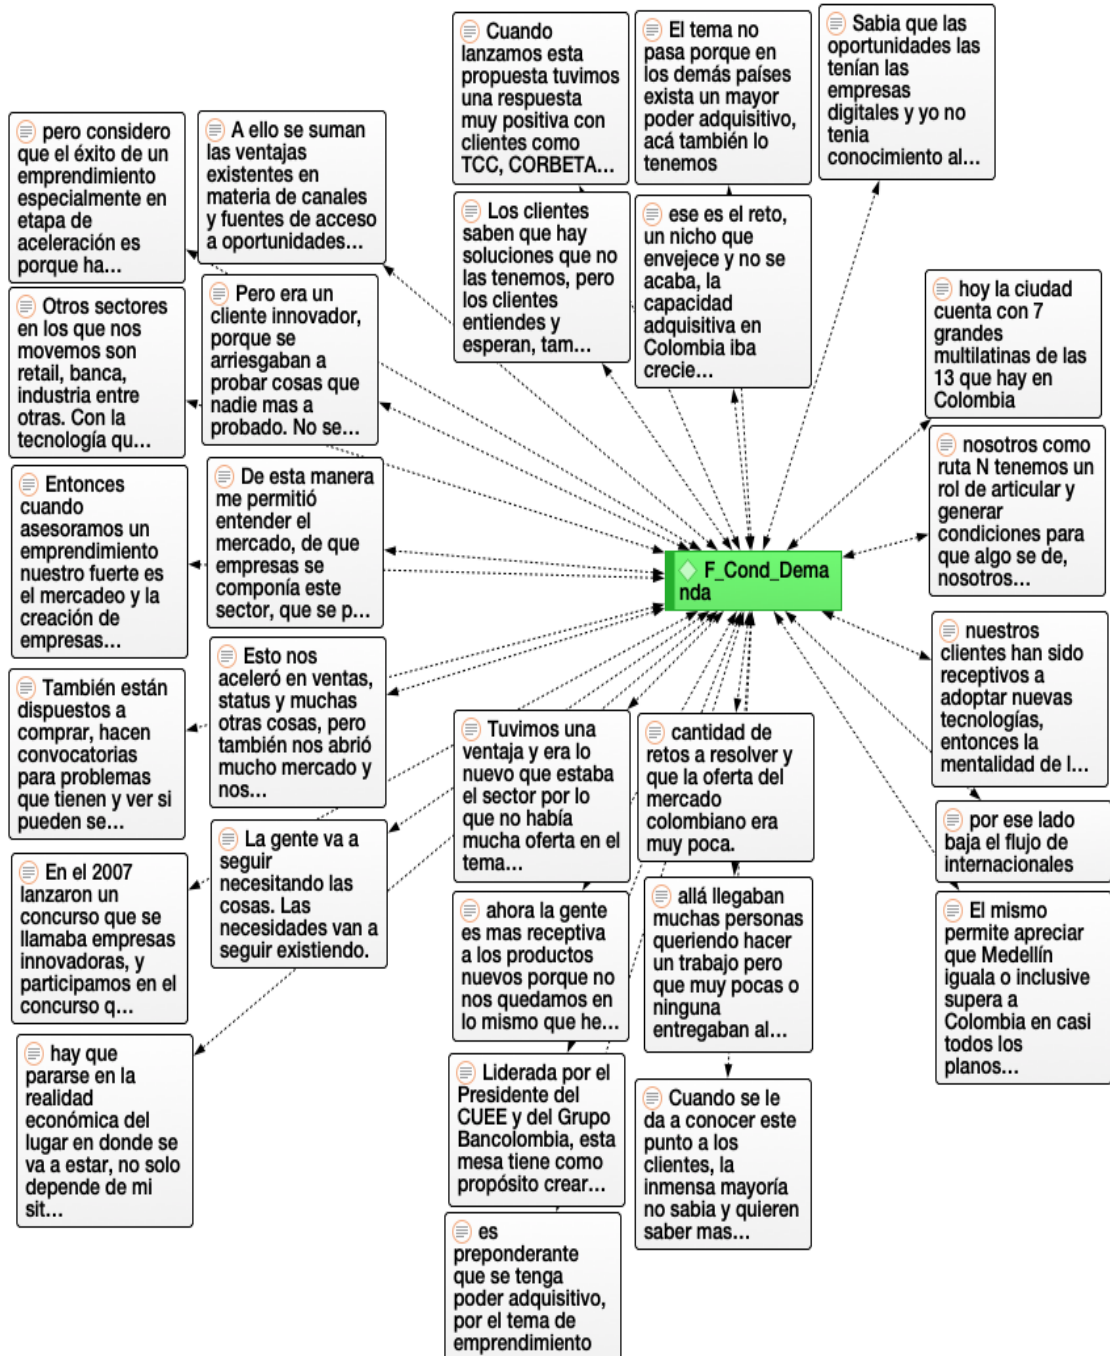 Cuando
lanzamos esta
propuesta tuvimos
una respuesta
muy positiva con
clientes como
TCC, CORBETA...
El tema no
pasa porque en
los demás países
exista un mayor
poder adquisitivo,
acá también lo
tenemos
Sabia que las
oportunidades las
tenían las
empresas
digitales y yo no
tenia
conocimiento al...
pero considero
que el éxito de un
emprendimiento
especialmente en
etapa de
aceleración es
porque ha...
A ello se suman
las ventajas
existentes en
materia de canales
y fuentes de acceso
a oportunidades...
Los clientes
saben que hay
soluciones que no
las tenemos, pero
los clientes
entiendes y
esperan, tam...
ese es el reto,
un nicho que
envejece y no se
acaba, la
capacidad
adquisitiva en
Colombia iba
crecie...
Otros sectores
en los que nos
movemos son
retail, banca,
industria entre
otras. Con la
tecnología qu...
Pero era un
cliente innovador,
porque se
arriesgaban a
probar cosas que
nadie mas a
probado. No se...
hoy la ciudad
cuenta con 7
grandes
multilatinas de las
13 que hay en
Colombia
Entonces
cuando
asesoramos un
emprendimiento
nuestro fuerte es
el mercadeo y la
creación de
empresas...
De esta manera
me permitió
entender el
mercado, de que
empresas se
componía este
sector, que se p...
F_Cond_Dema
nda
nosotros como
ruta N tenemos un
rol de articular y
generar
condiciones para
que algo se de,
nosotros...
También están
dispuestos a
comprar, hacen
convocatorias
para problemas
que tienen y ver si
pueden se...
Esto nos
aceleró en ventas,
status y muchas
otras cosas, pero
también nos abrió
mucho mercado y
nos...
Tuvimos una
ventaja y era lo
nuevo que estaba
el sector por lo
que no había
mucha oferta en el
tema...
cantidad de
retos a resolver y
que la oferta del
mercado
colombiano era
muy poca.
nuestros
clientes han sido
receptivos a
adoptar nuevas
tecnologías,
entonces la
mentalidad de l...
por ese lado
baja el flujo de
internacionales
En el 2007
lanzaron un
concurso que se
llamaba empresas
innovadoras, y
participamos en el
concurso q...
La gente va a
seguir
necesitando las
cosas. Las
necesidades van a
seguir existiendo.
ahora la gente
es mas receptiva
a los productos
nuevos porque no
nos quedamos en
lo mismo que he...
allá llegaban
muchas personas
queriendo hacer
un trabajo pero
que muy pocas o
ninguna
entregaban al...
El mismo
permite apreciar
que Medellín
iguala o inclusive
supera a
Colombia en casi
todos los
planos...
hay que
pararse en la
realidad
económica del
lugar en donde se
va a estar, no solo
depende de mi
sit...
Liderada por el
Presidente del
CUEE y del Grupo
Bancolombia, esta
mesa tiene como
propósito crear...
Cuando se le
da a conocer este
punto a los
clientes, la
inmensa mayoría
no sabia y quieren
saber mas...
es
preponderante
que se tenga
poder adquisitivo,
por el tema de
emprendimiento